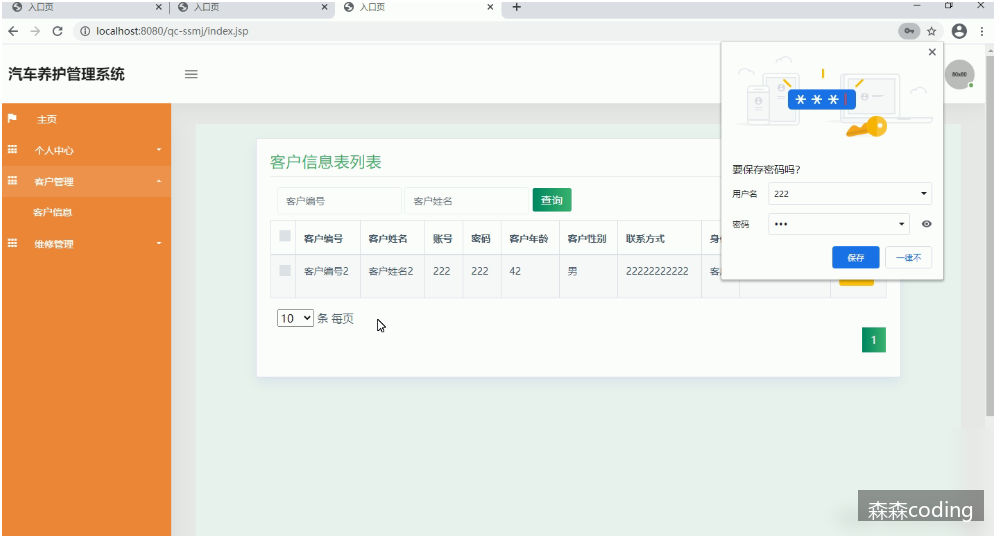 入口页
入口页
入口页
localhost:8080/qc-ssmj/index.jsp
汽车养护管理系统
80x80
主页
个人中心
客户管理
客户信息
维修管理
客户信息表列表
客户编号
客户姓名
查询
客户编号 客户姓名 账号 密码 客户年龄 客户性别 联系方式
客户编号2 客户姓名2 222 222 42 男 22222222222
10 条 每页
1
***
要保存密码吗?
用户名 222
密码 •••
保存 一律不
森森coding